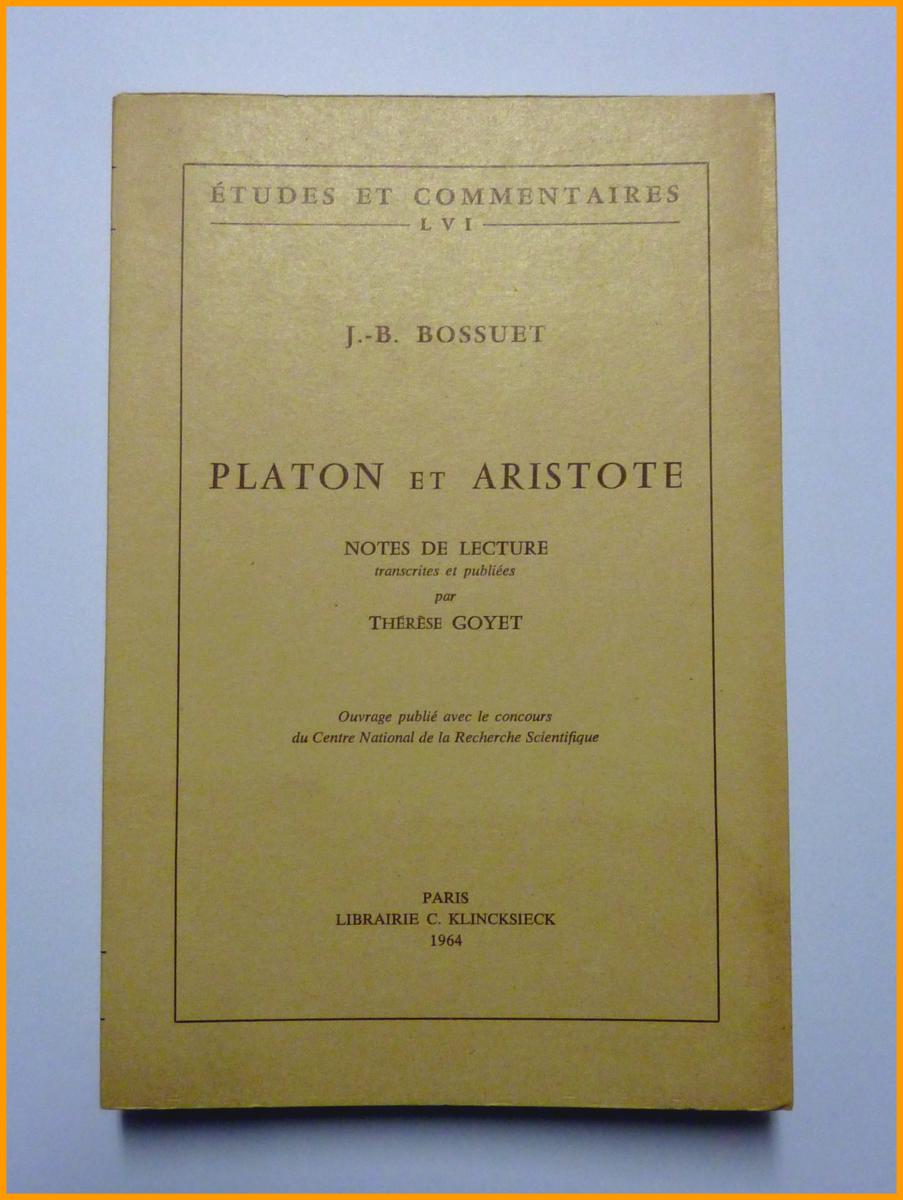 ÉTUDES ET COMMENTAIRES
LVI
J.-B. BOSSUET
PLATON ET ARISTOTE
NOTES DE LECTURE
transcrites et publiées
par
THÉRÈSE GOYET
Ouvrage publié avec le concours
du Centre National de la Recherche Scientifique
PARIS
LIBRAIRIE C. KLINCKSIECK
1964